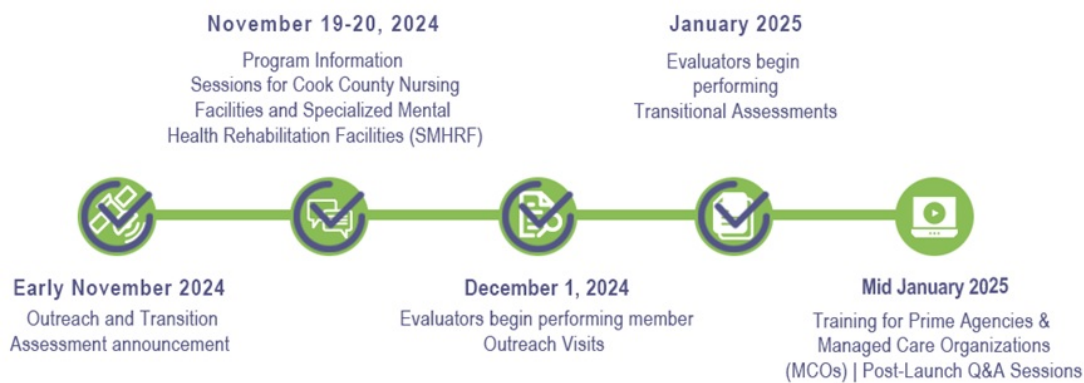 November 19-20, 2024
Program Information
Sessions for Cook County Nursing
Facilities and Specialized Mental
Health Rehabilitation Facilities (SMHRF)
January 2025
Evaluators begin
performing
Transitional Assessments
Early November 2024
Outreach and Transition
Assessment announcement
December 1, 2024
Evaluators begin performing member
Outreach Visits
Mid January 2025
Training for Prime Agencies &
Managed Care Organizations
(MCOs) | Post-Launch Q&A Sessions